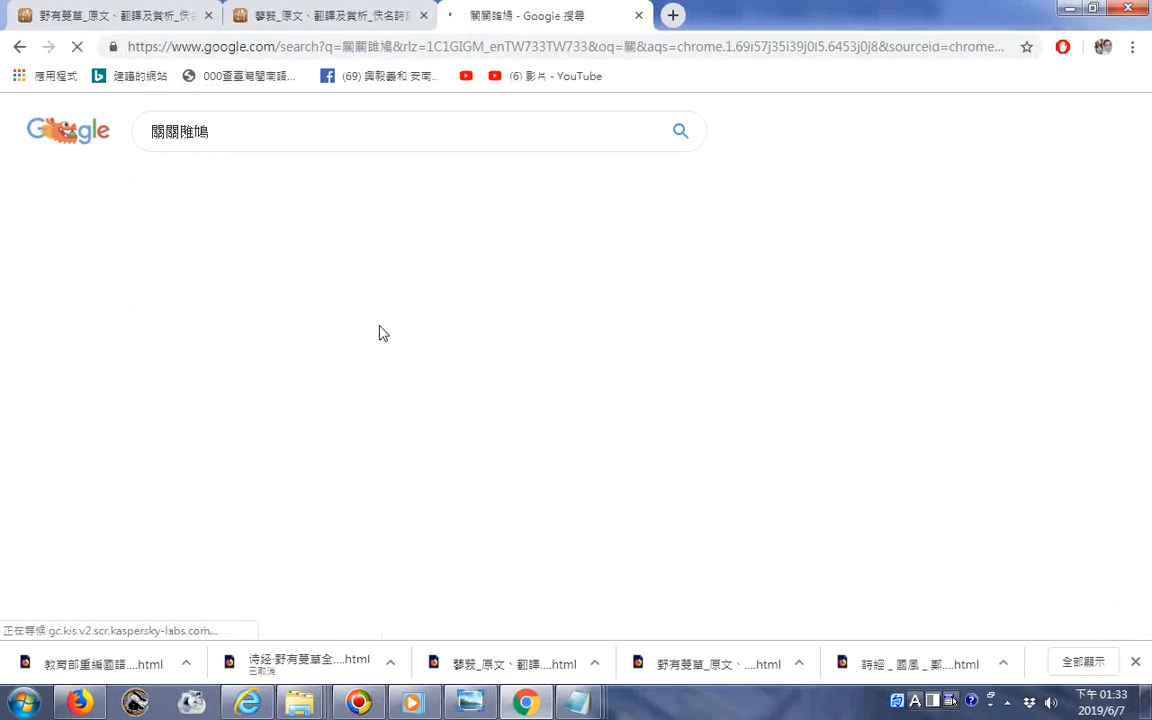 野有蔓草_原文、翻譯及賞析_佚名
蓼莪_原文、翻譯及賞析_佚名詩
關關雎鳩 - Google 搜尋
https://www.google.com/search?q=關關雎鳩&rlz=1C1GIGM_enTW733TW733&oq=關&aqs=chrome.1.69i57j35i39j0l5.6453j0j8&sourceid=chrome...
應用程式
建議的網站
000查臺灣閩南語...
(69) 興毅義和 安南...
(6) 影片 - YouTube
Google
關關雎鳩
正在等候 gc.kis.v2.scr.kaspersky-labs.com...
教育部重編國語....html
诗经·野有蔓草全....html
已取消
蓼莪_原文、翻譯....html
野有蔓草_原文、....html
詩經 _ 國風 _ 鄭....html
全部顯示
下午 01:33
2019/6/7